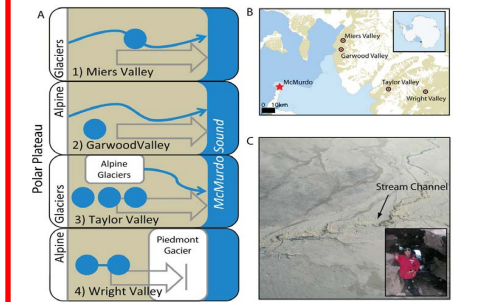 A
Polar Plateau
Glaciers
1) Miers Valley
Alpine
2) GarwoodValley
Alpine
Glaciers
Glaciers
3) Taylor Valley
Alpine
4) Wright Valley
Piedmont
Gacier
McMurdo Sound
B
Miers Valley
Garwood Valley
McMurdo
Taylor Valley
Wright Valley
0 10km
C
Stream Channel